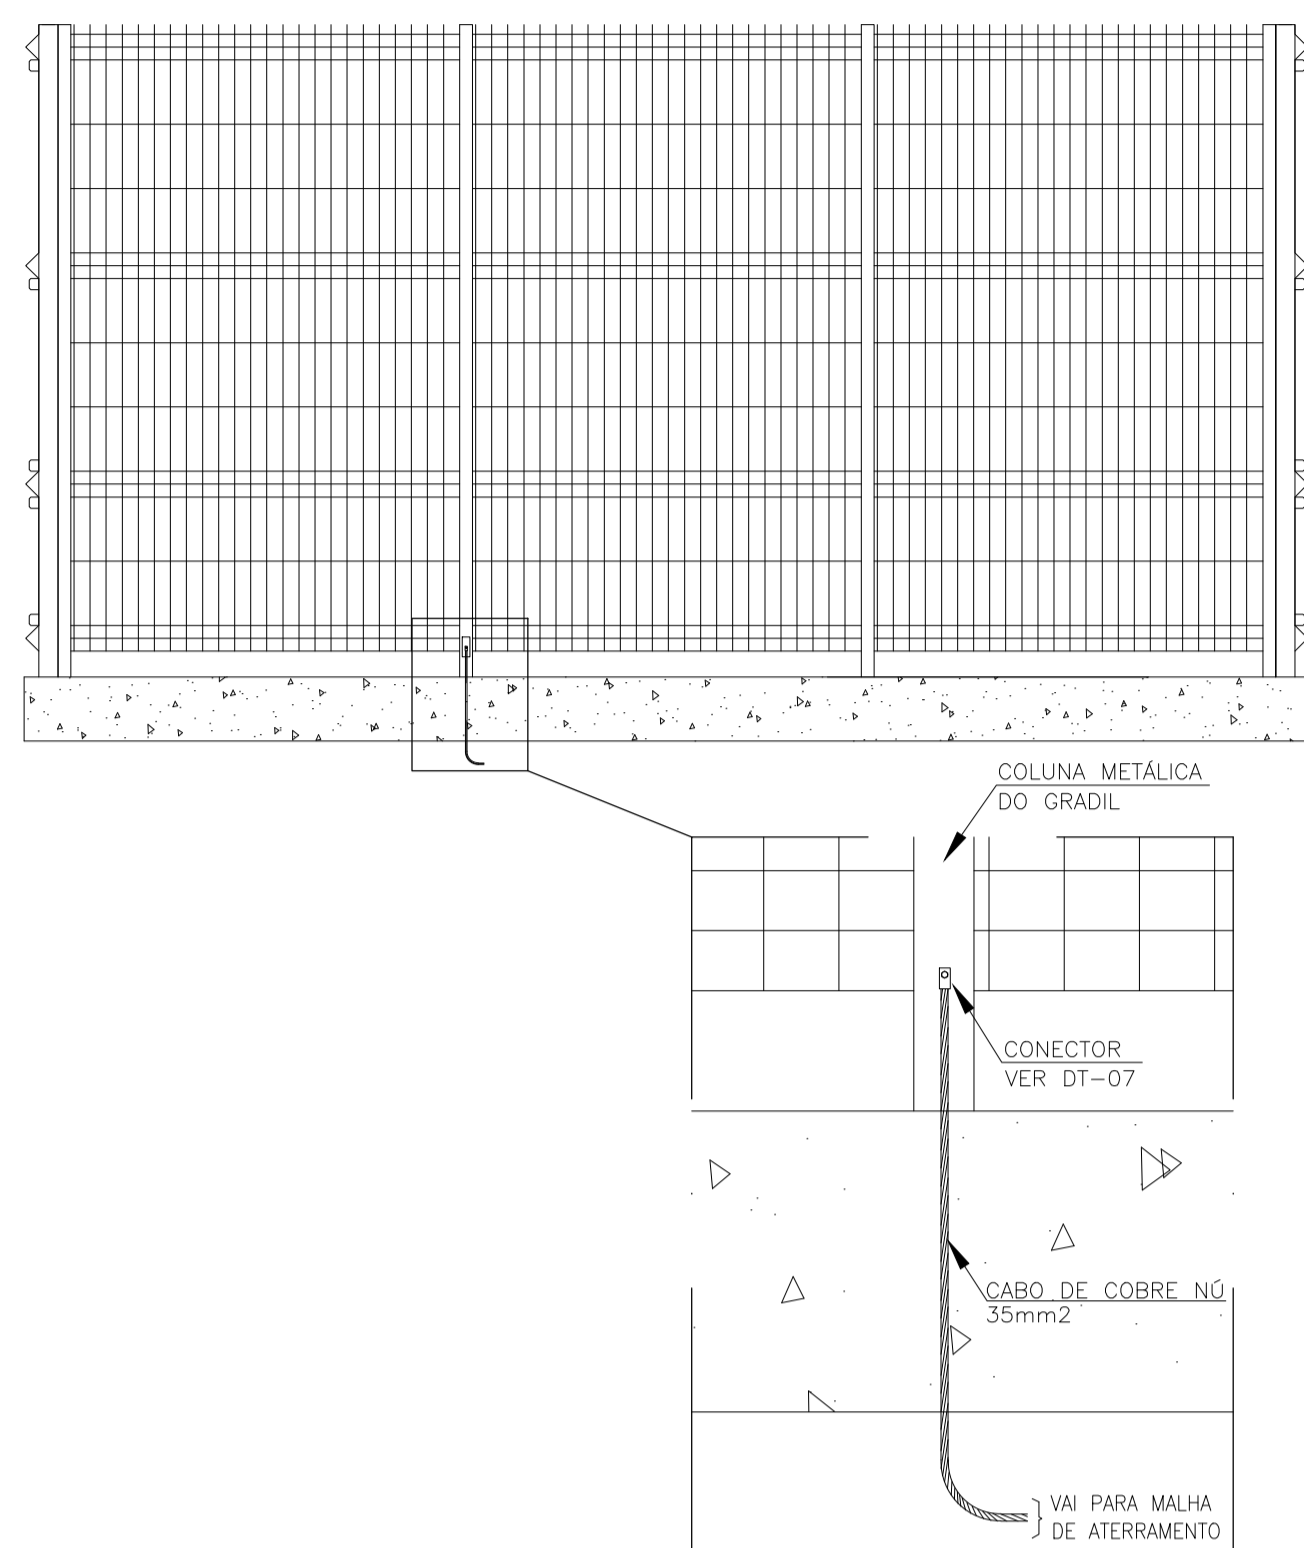 COLUNA METÁLICA
DO GRADIL
CONECTOR
VER DT-07
CABO DE COBRE NÚ
35mm2
VAI PARA MALHA
DE ATERRAMENTO